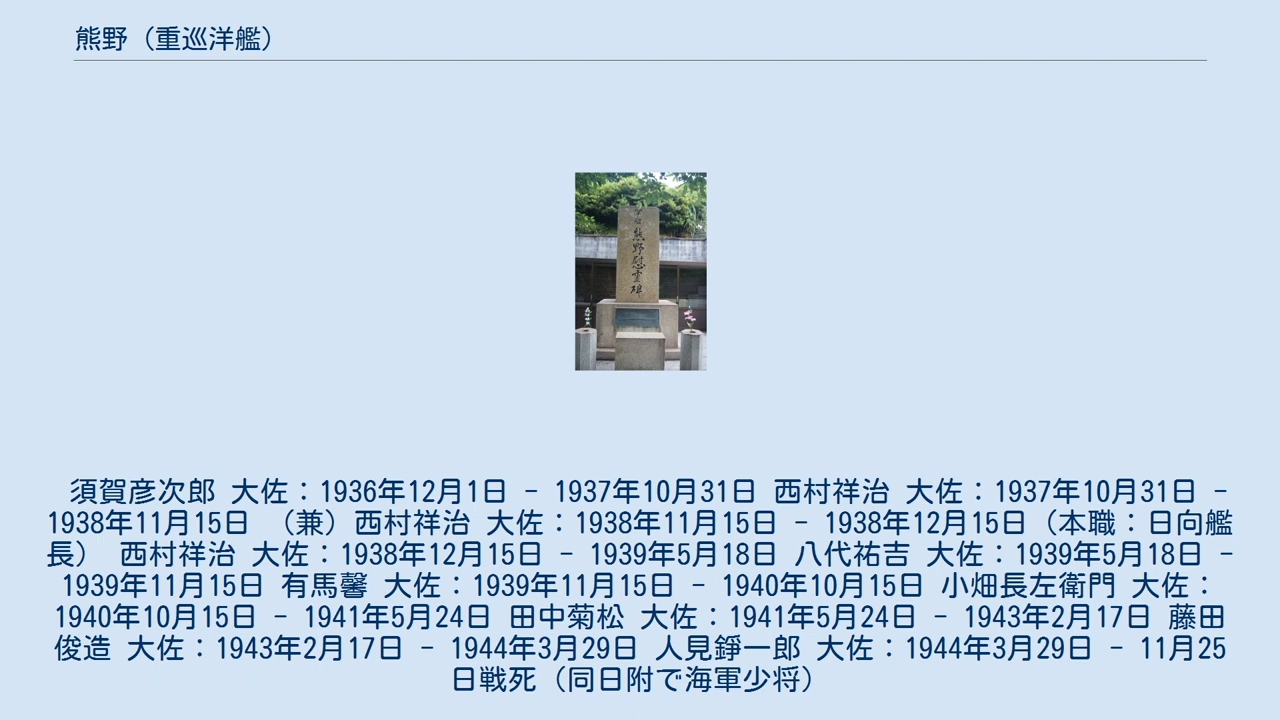 熊野（重巡洋艦）
熊野慰霊碑
須賀彦次郎 大佐：1936年12月1日 - 1937年10月31日 西村祥治 大佐：1937年10月31日 -
1938年11月15日 （兼）西村祥治 大佐：1938年11月15日 - 1938年12月15日（本職：日向艦
長） 西村祥治 大佐：1938年12月15日 - 1939年5月18日 八代祐吉 大佐：1939年5月18日 -
1939年11月15日 有馬馨 大佐：1939年11月15日 - 1940年10月15日 小畑長左衛門 大佐：
1940年10月15日 - 1941年5月24日 田中菊松 大佐：1941年5月24日 - 1943年2月17日 藤田
俊造 大佐：1943年2月17日 - 1944年3月29日 人見錚一郎 大佐：1944年3月29日 - 11月25
日戦死（同日附で海軍少将）